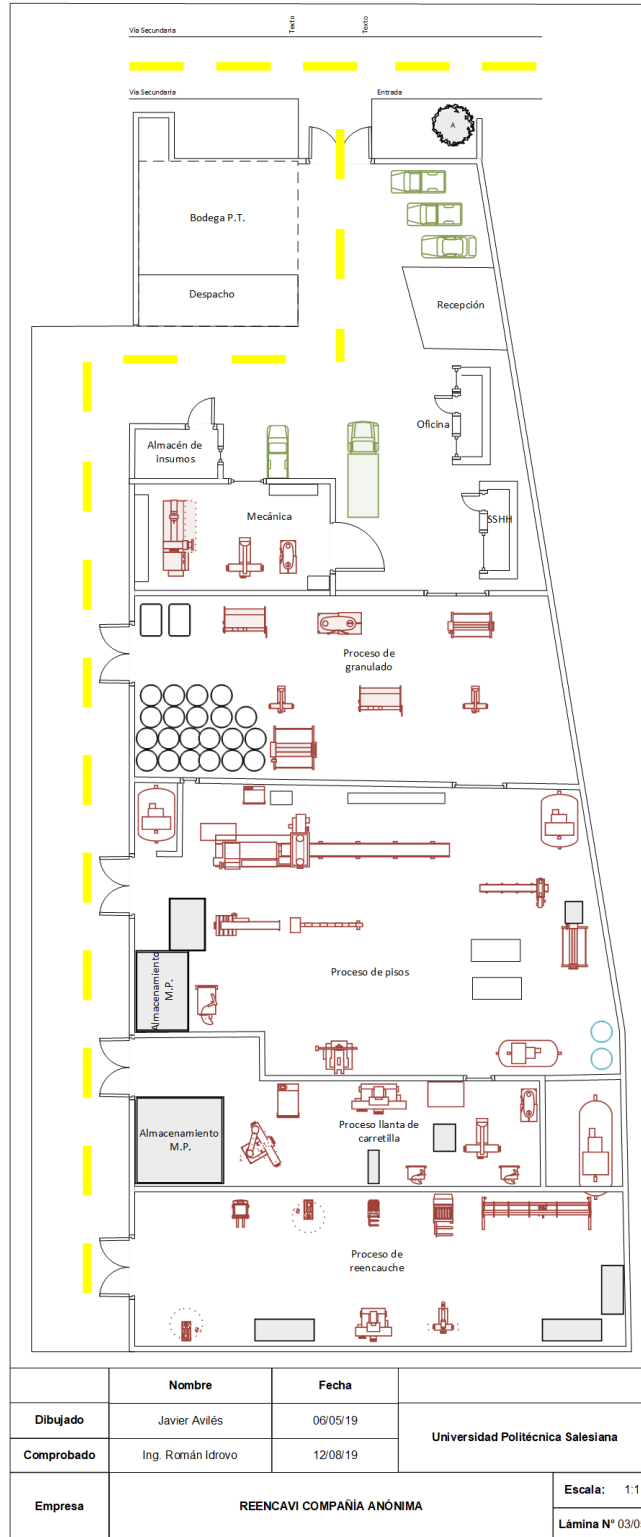 Vía Secundaria
Texto
Texto
Vía Secundaria
Entrada
A
Bodega P.T.
Despacho
Recepción
Oficina
Almacén de
insumos
Mecánica
SSHH
Proceso de
granulado
Proceso de pisos
Almacenamiento
M.P.
Proceso llanta de
carretilla
Almacenamiento
M.P.
Proceso de
reencauche
Nombre
Fecha
Dibujado
Javier Avilés
06/05/19
Universidad Politécnica Salesiana
Comprobado
Ing. Román Idrovo
12/08/19
Empresa
REENCAVI COMPAÑÍA ANÓNIMA
Escala: 1:1
Lámina N° 03/0